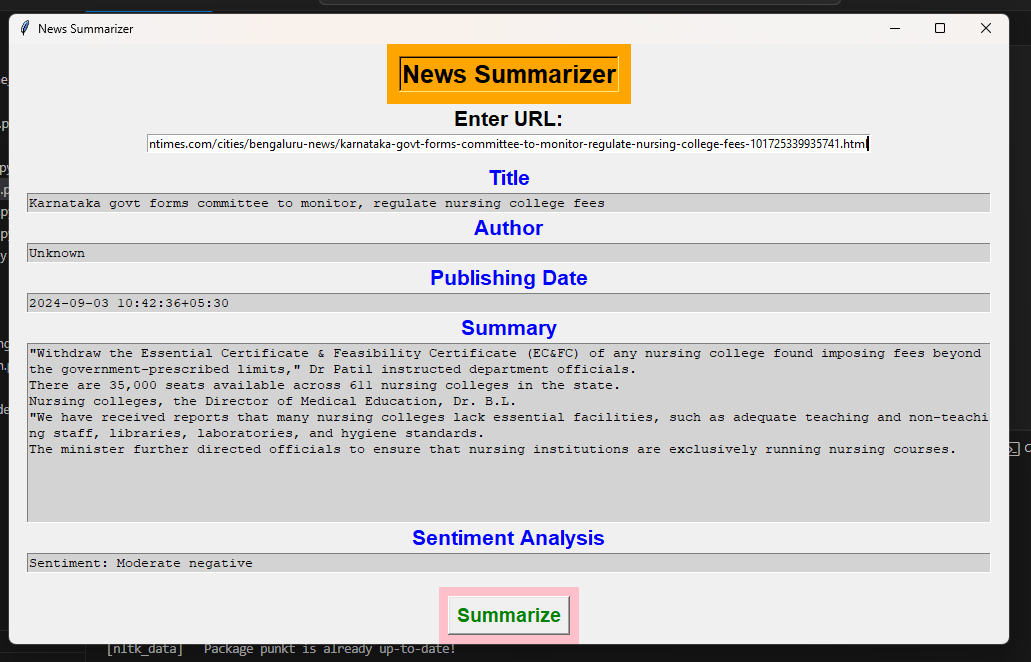 News Summarizer
News Summarizer
Enter URL:
ntimes.com/cities/bengaluru-news/karnataka-govt-forms-committee-to-monitor-regulate-nursing-college-fees-101725339935741.html
Title
Karnataka govt forms committee to monitor, regulate nursing college fees
Author
Unknown
Publishing Date
2024-09-03 10:42:36+05:30
Summary
"Withdraw the Essential Certificate & Feasibility Certificate (EC&FC) of any nursing college found imposing fees beyond
the government-prescribed limits," Dr Patil instructed department officials.
There are 35,000 seats available across 611 nursing colleges in the state.
Nursing colleges, the Director of Medical Education, Dr. B.L.
"We have received reports that many nursing colleges lack essential facilities, such as adequate teaching and non-teachi
ng staff, libraries, laboratories, and hygiene standards.
The minister further directed officials to ensure that nursing institutions are exclusively running nursing courses.
Sentiment Analysis
Sentiment: Moderate negative
Summarize
[nltk_data]   Package punkt is already up-to-date!